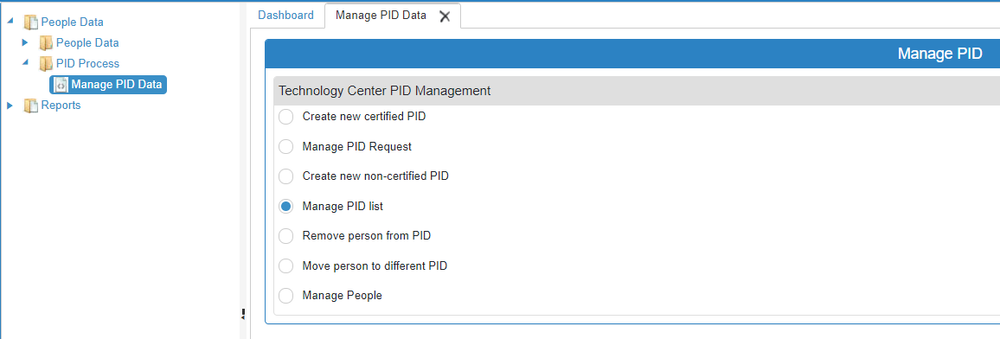 People Data
People Data
PID Process
Manage PID Data
Reports
Dashboard
Manage PID Data
Manage PID
Technology Center PID Management
Create new certified PID
Manage PID Request
Create new non-certified PID
Manage PID list
Remove person from PID
Move person to different PID
Manage People